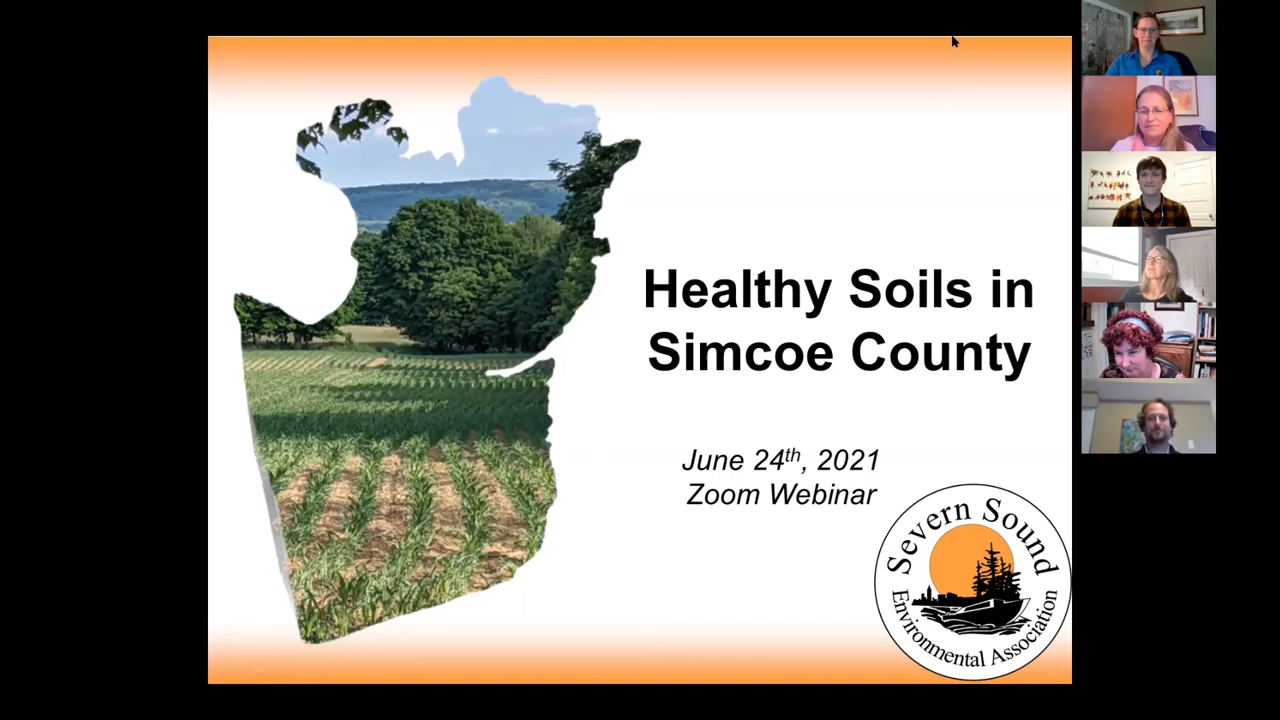 Healthy Soils in
Simcoe County
June 24th, 2021
Zoom Webinar
Severn Sound
Environmental Association